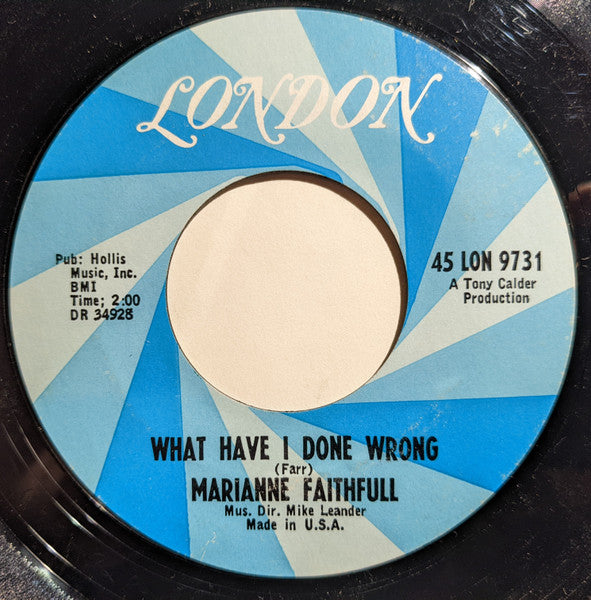 LONDON
Pub: Hollis
Music, Inc.
BMI
Time; 2:00
DR 34928
45 LON 9731
A Tony Calder
Production
WHAT HAVE I DONE WRONG
(Farr)
MARIANNE FAITHFULL
Mus. Dir. Mike Leander
Made in U.S.A.